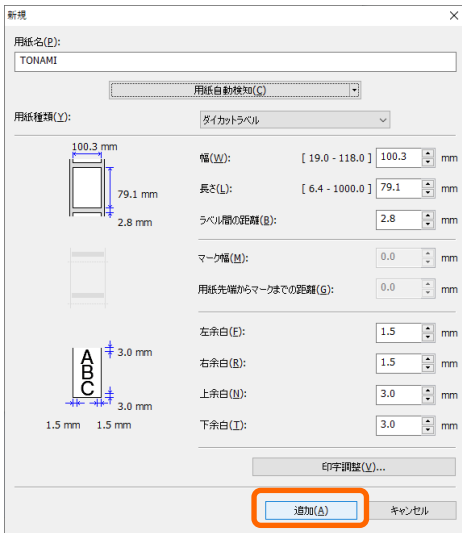 新規
用紙名(P):
TONAMI
用紙自動検知(C)
用紙種類(Y):
ダイカットラベル
100.3 mm
79.1 mm
2.8 mm
幅(W): [ 19.0 - 118.0 ] 100.3 mm
長さ(L): [ 6.4 - 1000.0 ] 79.1 mm
ラベル間の距離(B): 2.8 mm
マーク幅(M): 0.0 mm
用紙先端からマークまでの距離(G): 0.0 mm
ABC
3.0 mm
3.0 mm
1.5 mm 1.5 mm
左余白(F): 1.5 mm
右余白(R): 1.5 mm
上余白(N): 3.0 mm
下余白(T): 3.0 mm
印字調整(V)...
追加(A) キャンセル